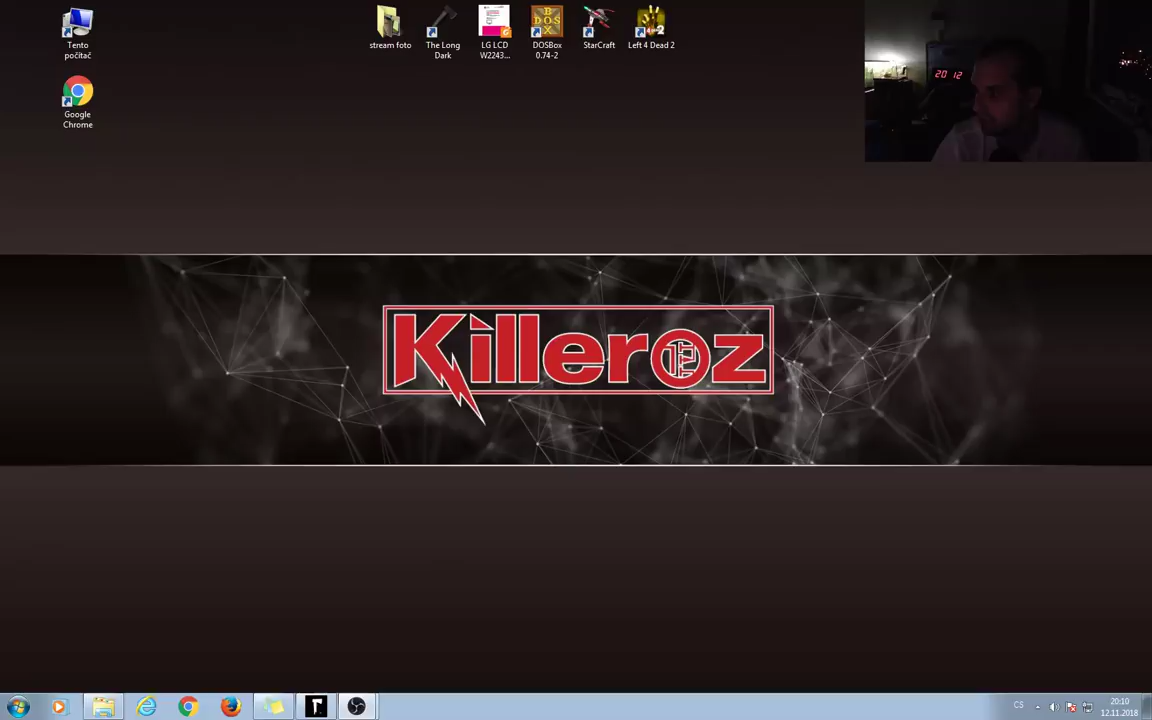 Tento
počítač
Google
Chrome
stream foto
The Long
Dark
LG LCD
W2243...
DOSBox
0.74-2
StarCraft
Left 4 Dead 2
20 12
Killeroz
CS
20:10
12.11.2018